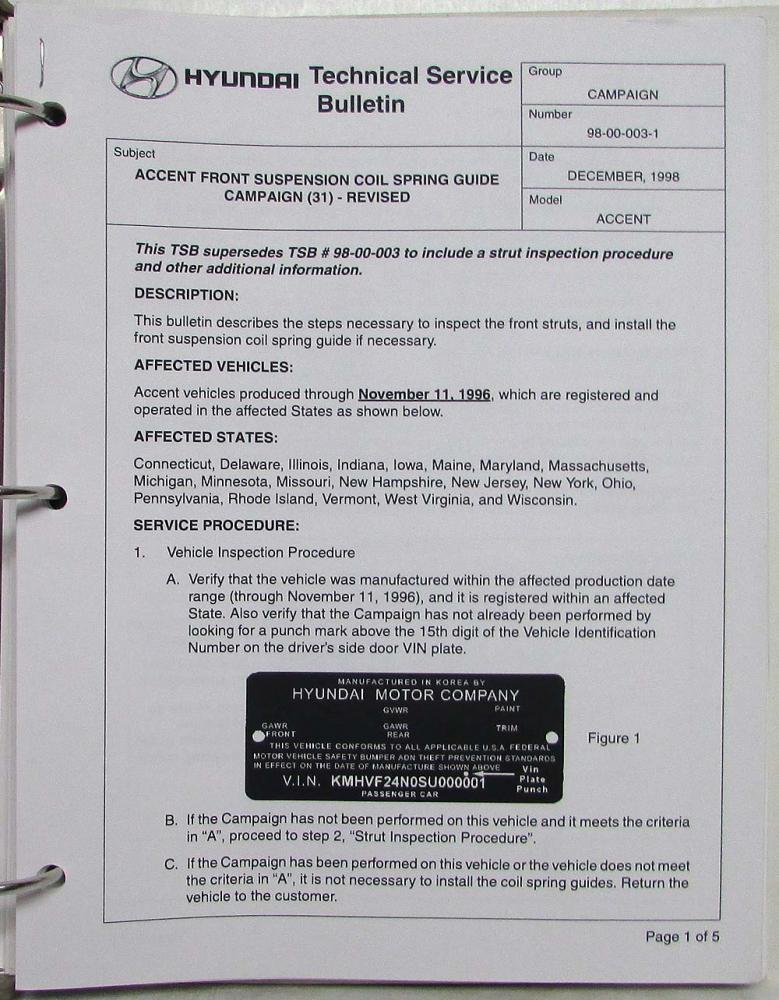 HYUNDAI Technical Service
Bulletin
Group
CAMPAIGN
Number
98-00-003-1
Subject
ACCENT FRONT SUSPENSION COIL SPRING GUIDE
CAMPAIGN (31) - REVISED
Date
DECEMBER, 1998
Model
ACCENT
This TSB supersedes TSB # 98-00-003 to include a strut inspection procedure
and other additional information.
DESCRIPTION:
This bulletin describes the steps necessary to inspect the front struts, and install the
front suspension coil spring guide if necessary.
AFFECTED VEHICLES:
Accent vehicles produced through November 11, 1996, which are registered and
operated in the affected States as shown below.
AFFECTED STATES:
Connecticut, Delaware, Illinois, Indiana, Iowa, Maine, Maryland, Massachusetts,
Michigan, Minnesota, Missouri, New Hampshire, New Jersey, New York, Ohio,
Pennsylvania, Rhode Island, Vermont, West Virginia, and Wisconsin.
SERVICE PROCEDURE:
1. Vehicle Inspection Procedure
A. Verify that the vehicle was manufactured within the affected production date
range (through November 11, 1996), and it is registered within an affected
State. Also verify that the Campaign has not already been performed by
looking for a punch mark above the 15th digit of the Vehicle Identification
Number on the driver's side door VIN plate.
MANUFACTURED IN KOREA BY
HYUNDAI MOTOR COMPANY
GVWR PAINT
GAWR FRONT GAWR REAR TRIM
THIS VEHICLE CONFORMS TO ALL APPLICABLE U.S.A. FEDERAL
MOTOR VEHICLE SAFETY BUMPER ADN THEFT PREVENTION STANDARDS
IN EFFECT ON THE DATE OF MANUFACTURE SHOWN ABOVE
V.I.N. KMHVF24N0SU000001
PASSENGER CAR
Vin
Plate
Punch
Figure 1
B. If the Campaign has not been performed on this vehicle and it meets the criteria
in “A”, proceed to step 2, “Strut Inspection Procedure”.
C. If the Campaign has been performed on this vehicle or the vehicle does not meet
the criteria in “A”, it is not necessary to install the coil spring guides. Return the
vehicle to the customer.
Page 1 of 5